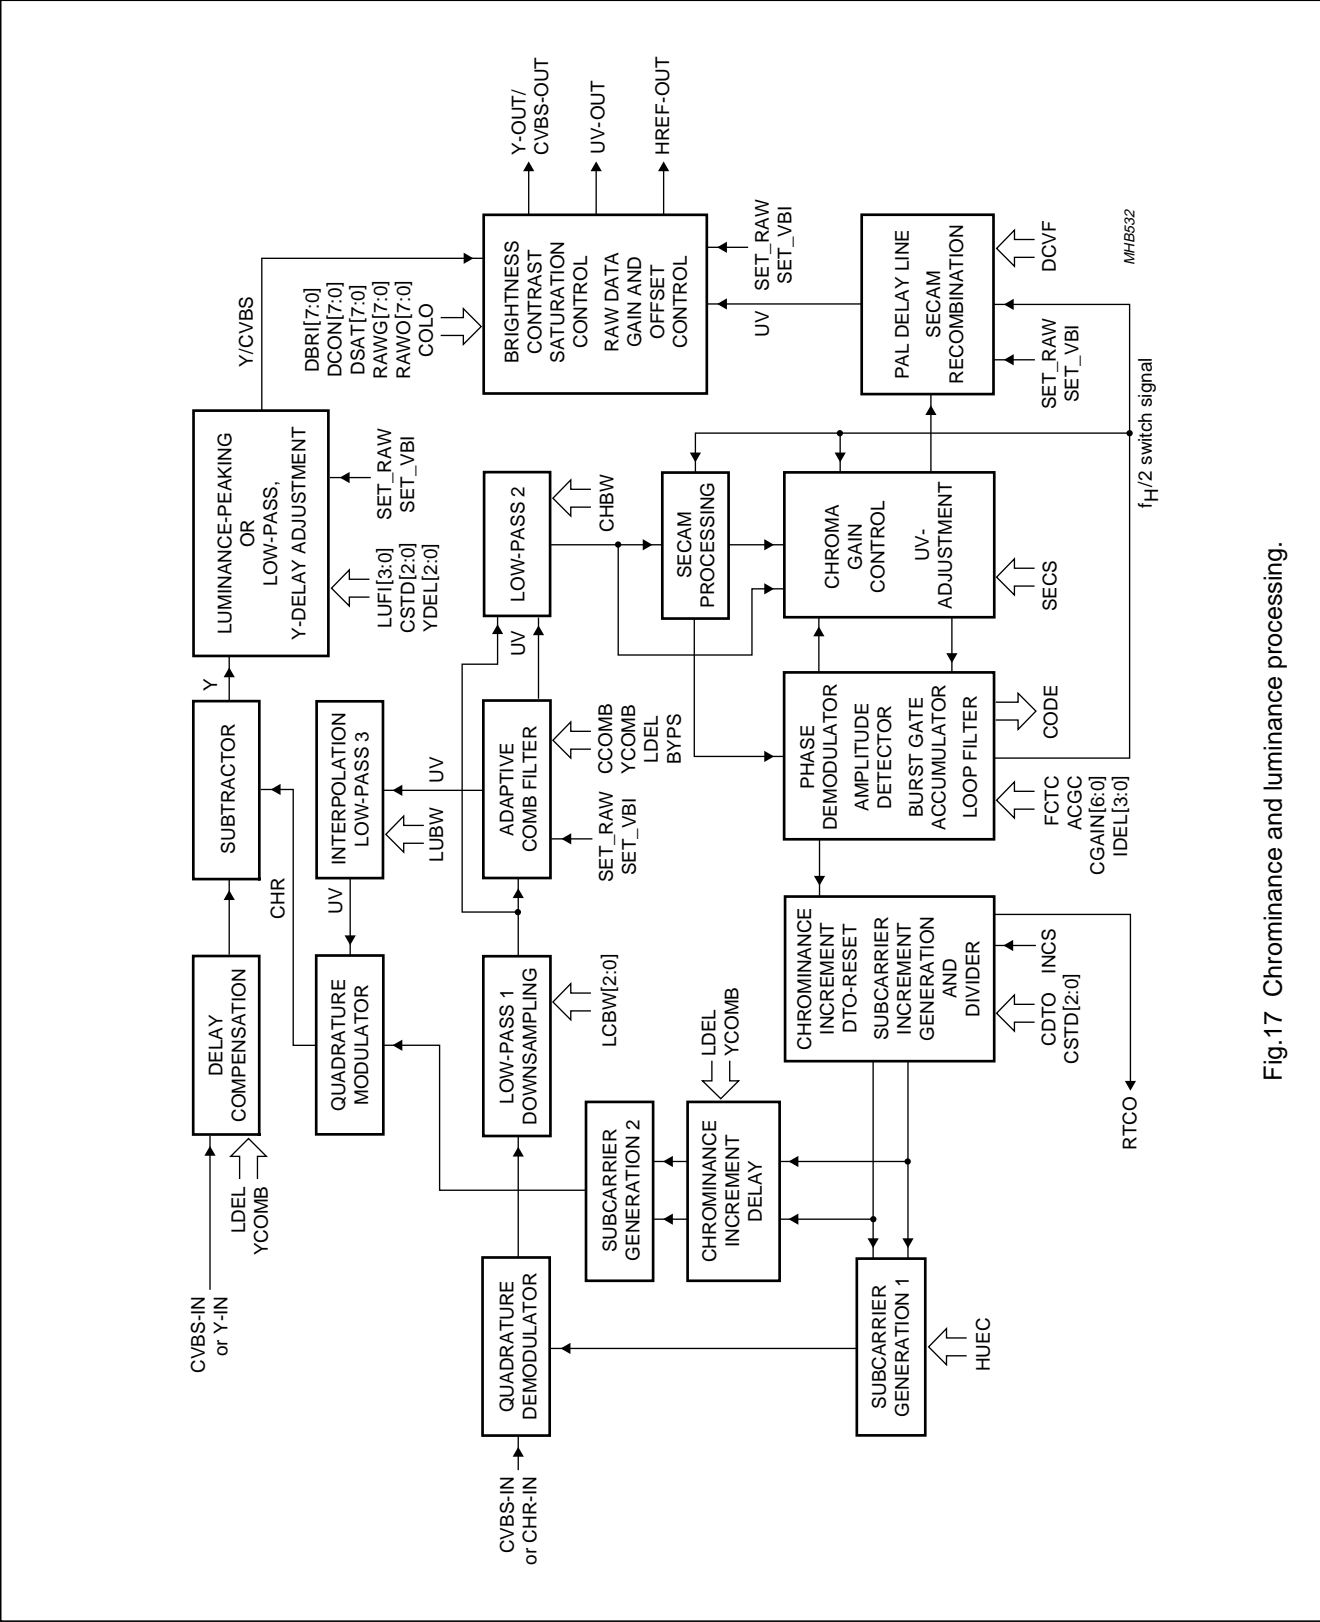 CVBS-IN
or Y-IN
LDEL
YCOMB
DELAY
COMPENSATION
SUBTRACTOR
Y
LUMINANCE-PEAKING
OR
LOW-PASS,
Y-DELAY ADJUSTMENT
Y/CVBS
LUFI[3:0]
CSTD[2:0]
YDEL[2:0]
SET_RAW
SET_VBI
CHR
QUADRATURE
MODULATOR
UV
INTERPOLATION
LOW-PASS 3
LUBW
UV
DBRI[7:0]
DCON[7:0]
DSAT[7:0]
RAWG[7:0]
RAWO[7:0]
COLO
CVBS-IN
or CHR-IN
QUADRATURE
DEMODULATOR
LOW-PASS 1
DOWNSAMPLING
LCBW[2:0]
ADAPTIVE
COMB FILTER
SET_RAW
SET_VBI
CCOMB
YCOMB
LDEL
BYPS
UV
LOW-PASS 2
CHBW
BRIGHTNESS
CONTRAST
SATURATION
CONTROL
RAW DATA
GAIN AND
OFFSET
CONTROL
Y-OUT/
CVBS-OUT
UV-OUT
HREF-OUT
SET_RAW
SET_VBI
UV
SUBCARRIER
GENERATION 2
CHROMINANCE
INCREMENT
DELAY
LDEL
YCOMB
SECAM
PROCESSING
SUBCARRIER
GENERATION 1
HUEC
CHROMINANCE
INCREMENT
DTO-RESET
SUBCARRIER
INCREMENT
GENERATION
AND
DIVIDER
CDTO
CSTD[2:0]
INCS
RTCO
PHASE
DEMODULATOR
AMPLITUDE
DETECTOR
BURST GATE
ACCUMULATOR
LOOP FILTER
FCTC
ACGC
CGAIN[6:0]
IDEL[3:0]
CODE
CHROMA
GAIN
CONTROL
UV-
ADJUSTMENT
SECS
PAL DELAY LINE
SECAM
RECOMBINATION
SET_RAW
SET_VBI
DCVF
fH/2 switch signal
MHB532
Fig.17 Chrominance and luminance processing.